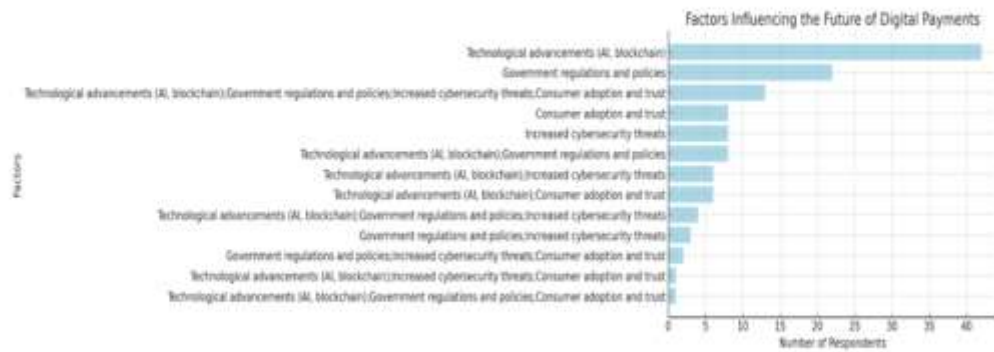 Factors Influencing the Future of Digital Payments
Technological advancements (AI, blockchain)
Government regulations and policies
Technological advancements (AI, blockchain);Government regulations and policies;Increased cybersecurity threats;Consumer adoption and trust
Consumer adoption and trust
Increased cybersecurity threats
Technological advancements (AI, blockchain);Government regulations and policies
Technological advancements (AI, blockchain);Increased cybersecurity threats
Technological advancements (AI, blockchain);Consumer adoption and trust
Technological advancements (AI, blockchain);Government regulations and policies;Increased cybersecurity threats
Government regulations and policies;Increased cybersecurity threats
Government regulations and policies;Increased cybersecurity threats;Consumer adoption and trust
Technological advancements (AI, blockchain);Increased cybersecurity threats;Consumer adoption and trust
Technological advancements (AI, blockchain);Government regulations and policies;Consumer adoption and trust
Factors
0 5 10 15 20 25 30 35 40
Number of Respondents